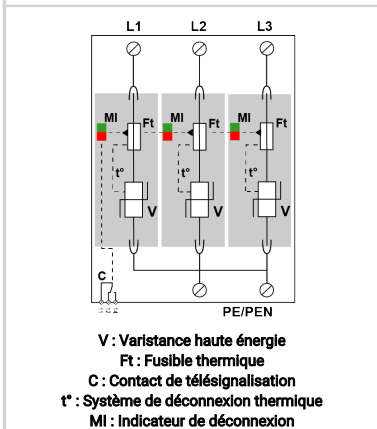 L1 L2 L3
MI Ft MI Ft MI Ft
t° t° t°
V V V
C
PE/PEN
V : Varistance haute énergie
Ft : Fusible thermique
C : Contact de télésignalisation
t° : Système de déconnexion thermique
MI : Indicateur de déconnexion